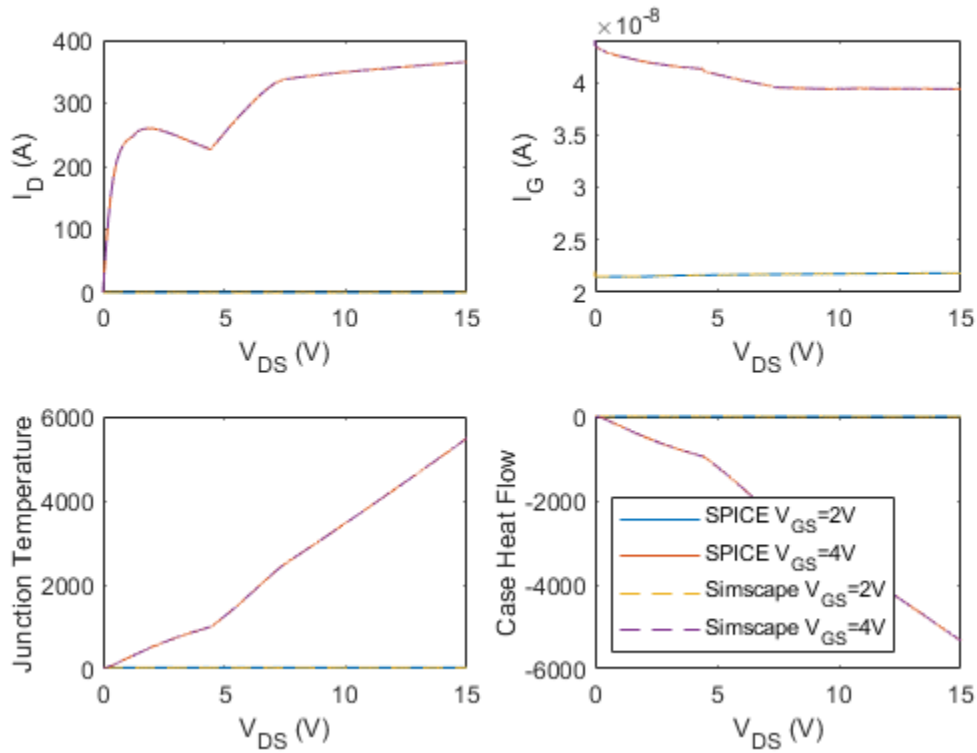 400
300
200
100
0
I_D (A)
0 5 10 15
V_DS (V)
×10^-8
4
3.5
3
2.5
2
I_G (A)
0 5 10 15
V_DS (V)
6000
4000
2000
0
Junction Temperature
0 5 10 15
V_DS (V)
0
-2000
-4000
-6000
Case Heat Flow
SPICE V_GS=2V
SPICE V_GS=4V
Simscape V_GS=2V
Simscape V_GS=4V
0 5 10 15
V_DS (V)